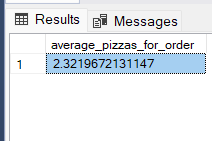 Results Messages
average_pizzas_for_order
1 2.3219672131147